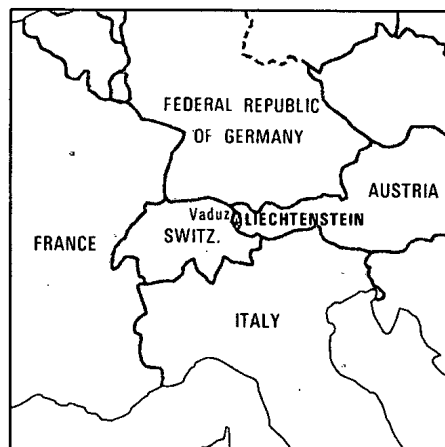 FEDERAL REPUBLIC
OF GERMANY
AUSTRIA
Vaduz
LIECHTENSTEIN
SWITZ.
FRANCE
ITALY